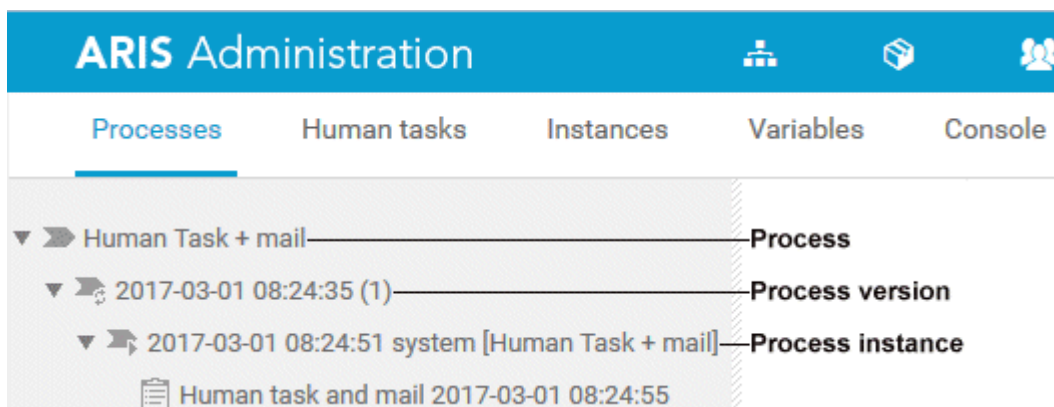 ARIS Administration
Processes Human tasks Instances Variables Console
Human Task + mail Process
2017-03-01 08:24:35 (1) Process version
2017-03-01 08:24:51 system [Human Task + mail] Process instance
Human task and mail 2017-03-01 08:24:55